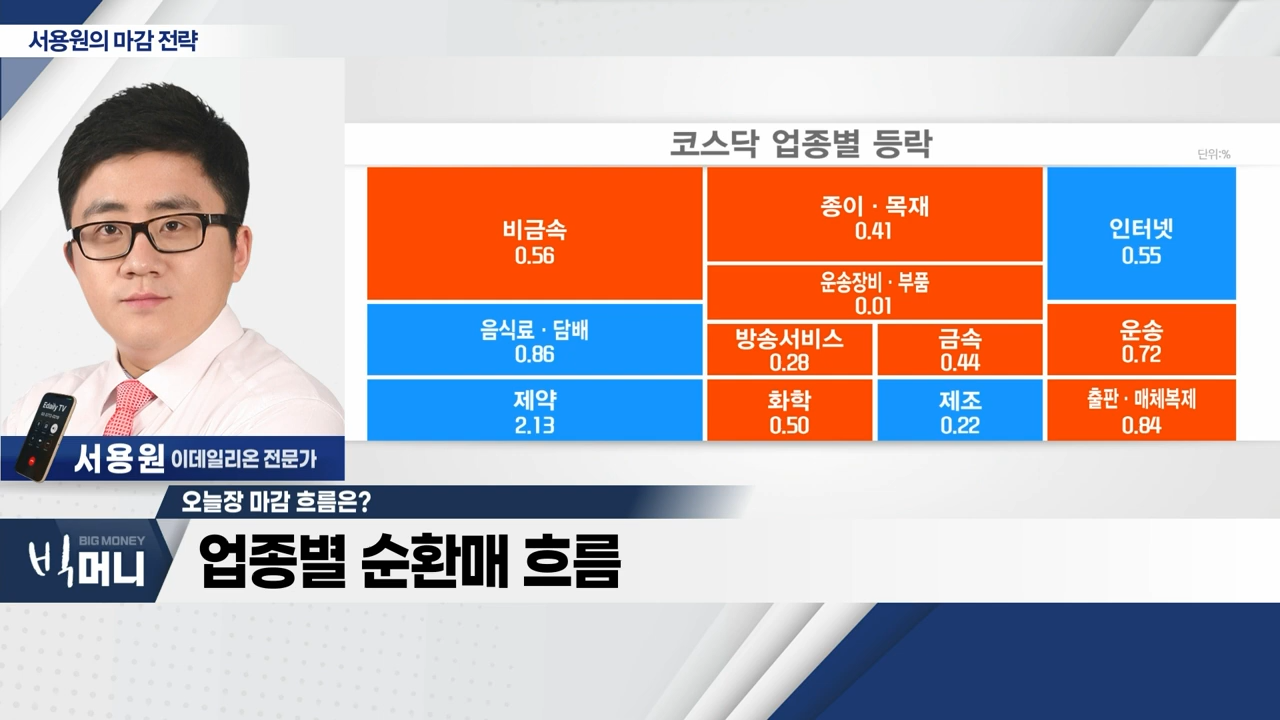 서용원의 마감 전략
코스닥 업종별 등락
단위:%
비금속
0.56
종이·목재
0.41
인터넷
0.55
운송장비·부품
0.01
음식료·담배
0.86
방송서비스
0.28
금속
0.44
운송
0.72
제약
2.13
화학
0.50
제조
0.22
출판·매체복제
0.84
Edaily TV
서용원 이데일리온 전문가
오늘장 마감 흐름은?
BIG MONEY
빅머니
업종별 순환매 흐름